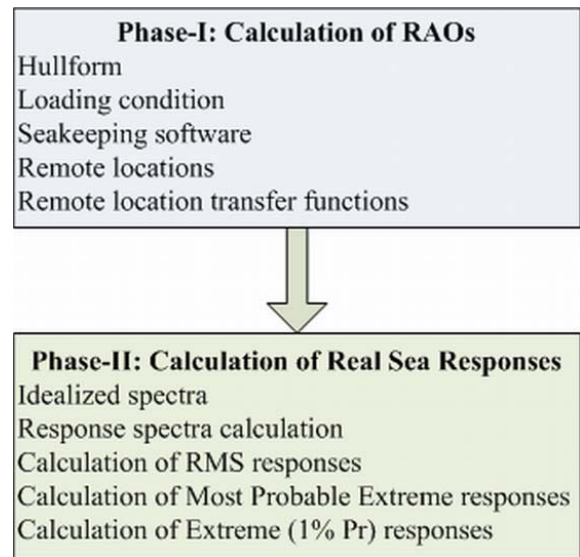 Phase-I: Calculation of RAOs
Hullform
Loading condition
Seakeeping software
Remote locations
Remote location transfer functions
Phase-II: Calculation of Real Sea Responses
Idealized spectra
Response spectra calculation
Calculation of RMS responses
Calculation of Most Probable Extreme responses
Calculation of Extreme (1% Pr) responses